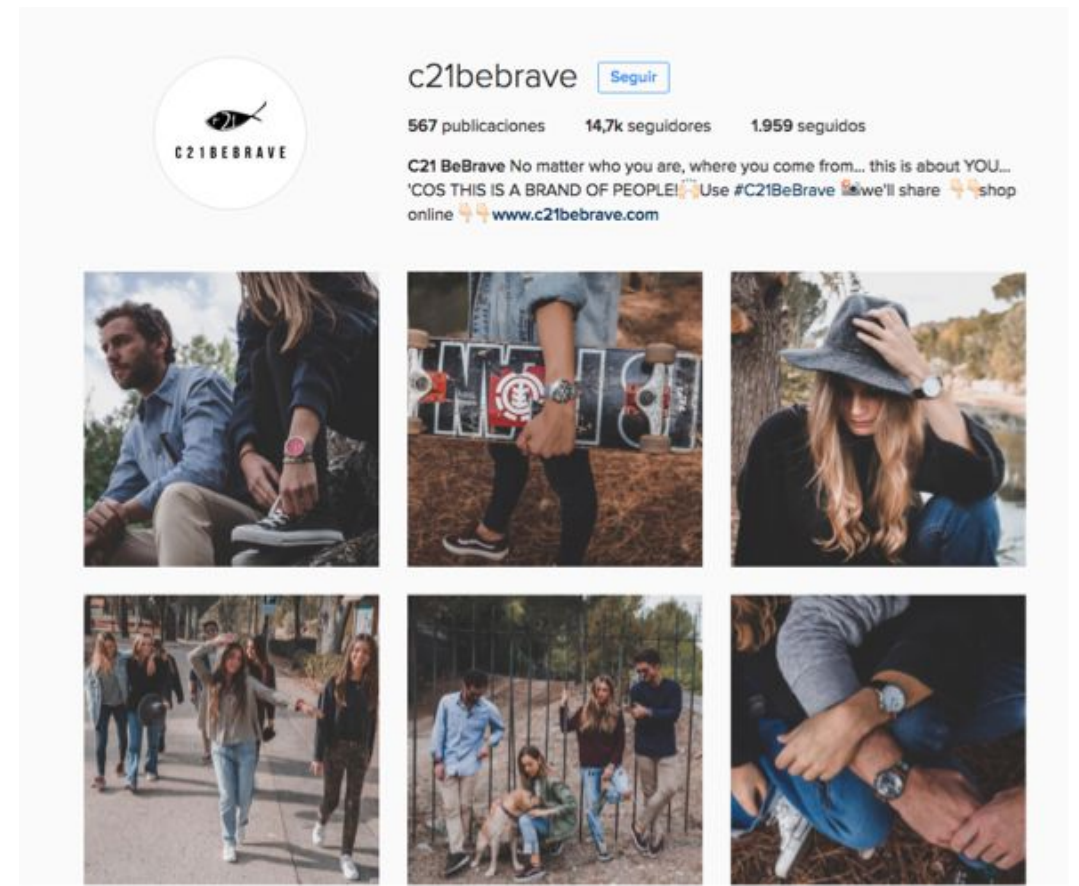 c21bebrave Seguir
567 publicaciones 14,7k seguidores 1.959 seguidos
C21 BeBrave No matter who you are, where you come from... this is about YOU...
'COS THIS IS A BRAND OF PEOPLE!🙌🏻Use #C21BeBrave 📸we'll share 👇🏻👇🏻shop
online 👇🏻👇🏻www.c21bebrave.com
c21
C21BEBRAVE